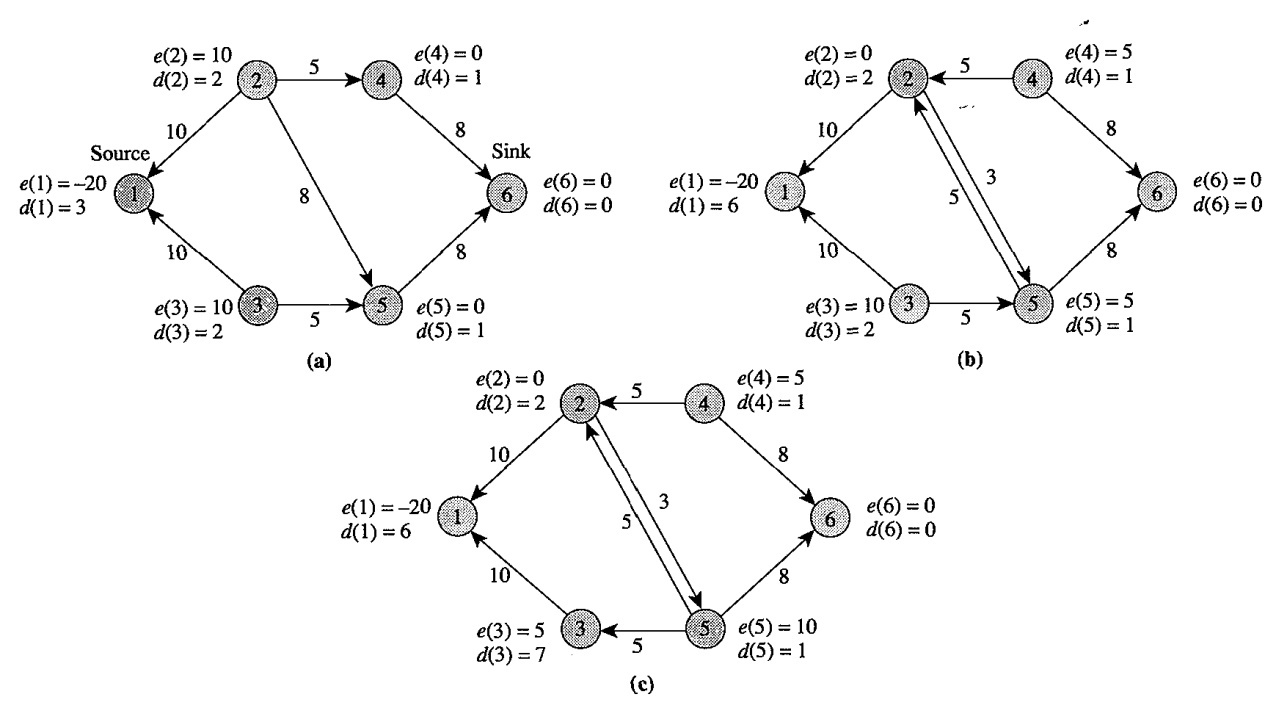 e(2) = 10
d(2) = 2
2
5
4
e(4) = 0
d(4) = 1
10
8
8
Source
e(1) = –20
d(1) = 3
1
Sink
6
e(6) = 0
d(6) = 0
10
8
e(3) = 10
d(3) = 2
3
5
5
e(5) = 0
d(5) = 1
(a)
e(2) = 0
d(2) = 2
2
5
4
e(4) = 5
d(4) = 1
10
8
3
5
e(1) = –20
d(1) = 6
1
6
e(6) = 0
d(6) = 0
10
8
e(3) = 10
d(3) = 2
3
5
5
e(5) = 5
d(5) = 1
(b)
e(2) = 0
d(2) = 2
2
5
4
e(4) = 5
d(4) = 1
10
8
3
5
e(1) = –20
d(1) = 6
1
6
e(6) = 0
d(6) = 0
10
8
e(3) = 5
d(3) = 7
3
5
5
e(5) = 10
d(5) = 1
(c)